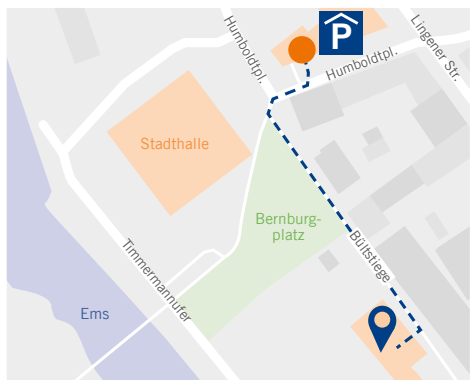 Humboldtpl.
P
Lingener Str.
Humboldtpl.
Stadthalle
Bernburg-
platz
Bültstiege
Timmermannufer
Ems